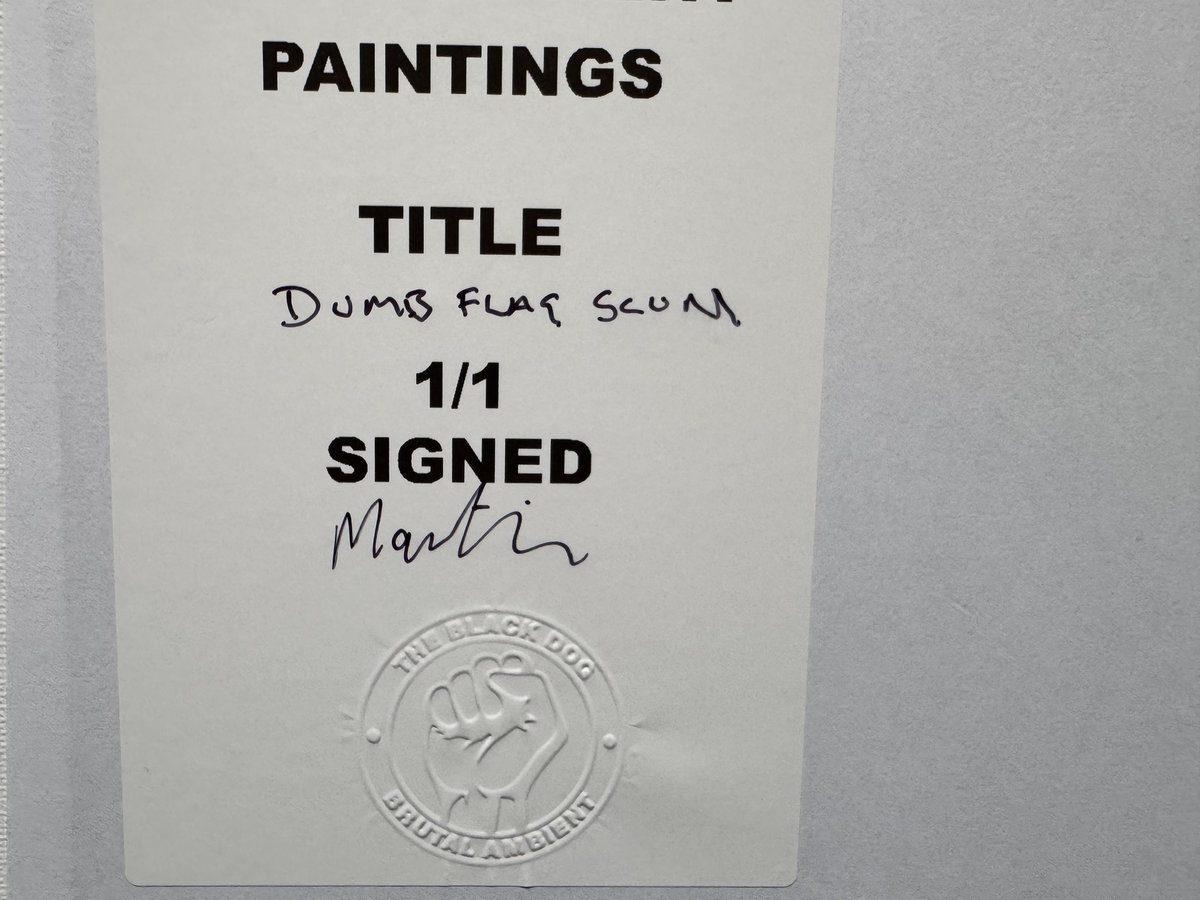 PAINTINGS
TITLE
DUMB FLAG SCUM
1/1
SIGNED
Martin
THE BLACK DOG
BRUTAL AMBIENT